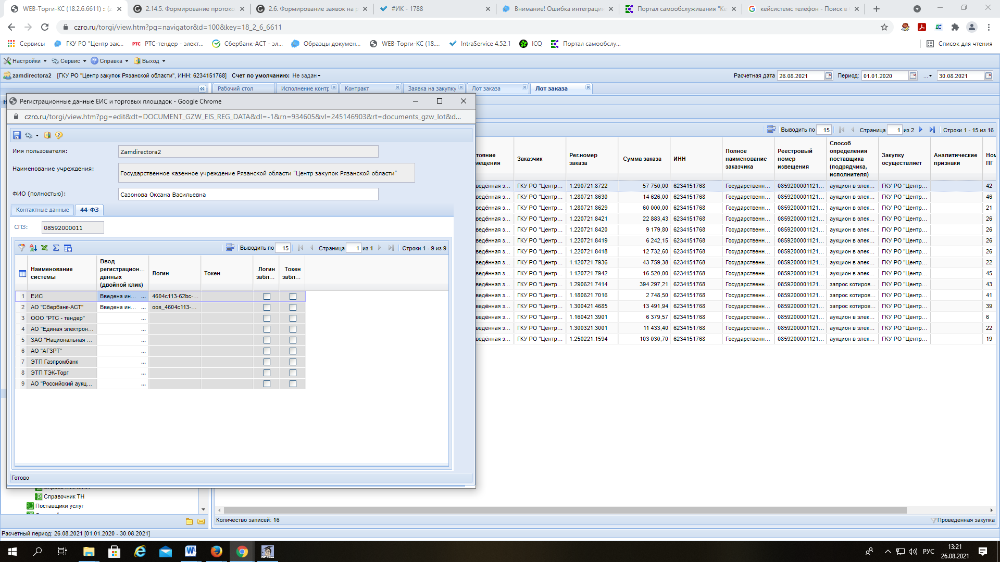 WEB-Торги-КС (18.2.6.6611) :: (z
2.14.5. Формирование протоко
2.6. Формирование заявок на р
#ИК - 1788
Внимание! Ошибка интеграци
Портал самообслуживания "Ке
кейсистемс телефон - Поиск в
czro.ru/torgi/view.htm?pg=navigator&d=100&key=18_2_6_6611
Сервисы
ГКУ РО "Центр зак...
РТС-тендер - элект...
Сбербанк-АСТ - эл...
Образцы докумен...
WEB-Торги-КС (18....
IntraService 4.52.1
ICQ
Портал самообслу...
Список для чтения
Настройки
Сервис
Справка
Выход
zamdirectora2 [ГКУ РО "Центр закупок Рязанской области", ИНН: 6234151768] Счет по умолчанию: Не задан
Расчетная дата 26.08.2021 Период: 01.01.2020 ... 30.08.2021
Рабочий стол
Исполнение контр
Контракт
Заявка на закупку
Лот заказа
Лот заказа
Регистрационные данные ЕИС и торговых площадок - Google Chrome
czro.ru/torgi/view.htm?pg=edit&dt=DOCUMENT_GZW_EIS_REG_DATA&dl=-1&rn=934605&vl=245146903&rt=documents_gzw_lot&d...
Имя пользователя: Zamdirectora2
Наименование учреждения: Государственное казенное учреждение Рязанской области "Центр закупок Рязанской области"
ФИО (полностью): Сазонова Оксана Васильевна
Контактные данные
44-ФЗ
СПЗ: 08592000011
Выводить по 15 Страница 1 из 1 Строки 1 - 9 из 9
Наименование системы
Ввод регистрацион... данных (двойной клик)
Логин
Токен
Логин забл...
Токен забл...
1 ЕИС Введена ин... ... 4604c113-62bc-...
2 АО "Сбербанк-АСТ" Введена ин... ... oos_4604c113-...
3 ООО "РТС - тендер" ...
4 АО "Единая электрон... ...
5 ЗАО "Национальная ... ...
6 АО "АГЗРТ" ...
7 ЭТП Газпромбанк ...
8 ЭТП ТЭК-Торг ...
9 АО "Российский аукц... ...
Готово
Выводить по 15 Страница 1 из 2 Строки 1 - 15 из 16
тояние мещения
Заказчик
Рег.номер заказа
Сумма заказа
ИНН
Полное наименование заказчика
Реестровый номер извещения
Способ определения поставщика (подрядчика, исполнителя)
Закупку осуществляет
Аналитические признаки
Ном ПГ
ведённая з... ГКУ РО "Центр... 1.290721.8722 57 750,00 6234151768 Государственн... 0859200001121... аукцион в элек... ГКУ РО "Центр... 42
ведённая з... ГКУ РО "Центр... 1.280721.8630 14 626,00 6234151768 Государственн... 0859200001121... аукцион в элек... ГКУ РО "Центр... 46
ведённая з... ГКУ РО "Центр... 1.280721.8629 60 000,00 6234151768 Государственн... 0859200001121... аукцион в элек... ГКУ РО "Центр... 21
ведённая з... ГКУ РО "Центр... 1.220721.8421 22 883,43 6234151768 Государственн... 0859200001121... аукцион в элек... ГКУ РО "Центр... 26
ведённая з... ГКУ РО "Центр... 1.220721.8420 9 179,80 6234151768 Государственн... 0859200001121... аукцион в элек... ГКУ РО "Центр... 26
ведённая з... ГКУ РО "Центр... 1.220721.8419 6 242,15 6234151768 Государственн... 0859200001121... аукцион в элек... ГКУ РО "Центр... 26
ведённая з... ГКУ РО "Центр... 1.220721.8418 12 732,60 6234151768 Государственн... 0859200001121... аукцион в элек... ГКУ РО "Центр... 26
ведённая з... ГКУ РО "Центр... 1.120721.7936 43 759,38 6234151768 Государственн... 0859200001121... аукцион в элек... ГКУ РО "Центр... 22
ведённая з... ГКУ РО "Центр... 1.120721.7942 16 520,00 6234151768 Государственн... 0859200001121... аукцион в элек... ГКУ РО "Центр... 45
ведённая з... ГКУ РО "Центр... 1.290621.7414 394 297,21 6234151768 Государственн... 0859200001121... запрос котиров... ГКУ РО "Центр... 43
ведённая з... ГКУ РО "Центр... 1.180621.7016 2 748,50 6234151768 Государственн... 0859200001121... запрос котиров... ГКУ РО "Центр... 41
ведённая з... ГКУ РО "Центр... 1.300421.4685 13 491,94 6234151768 Государственн... 0859200001121... запрос котиров... ГКУ РО "Центр... 39
ведённая з... ГКУ РО "Центр... 1.160421.3901 6 379,57 6234151768 Государственн... 0859200001121... аукцион в элек... ГКУ РО "Центр... 6
ведённая з... ГКУ РО "Центр... 1.300321.3001 11 433,40 6234151768 Государственн... 0859200001121... аукцион в элек... ГКУ РО "Центр... 22
ведённая з... ГКУ РО "Центр... 1.250221.1594 103 030,70 6234151768 Государственн... 0859200001121... аукцион в элек... ГКУ РО "Центр... 19
Справочник ТН
Поставщики услуг
Количество записей: 16
Проведенная закупка
Расчетный период: 26.08.2021 [01.01.2020 - 30.08.2021]
РУС
13:21
26.08.2021